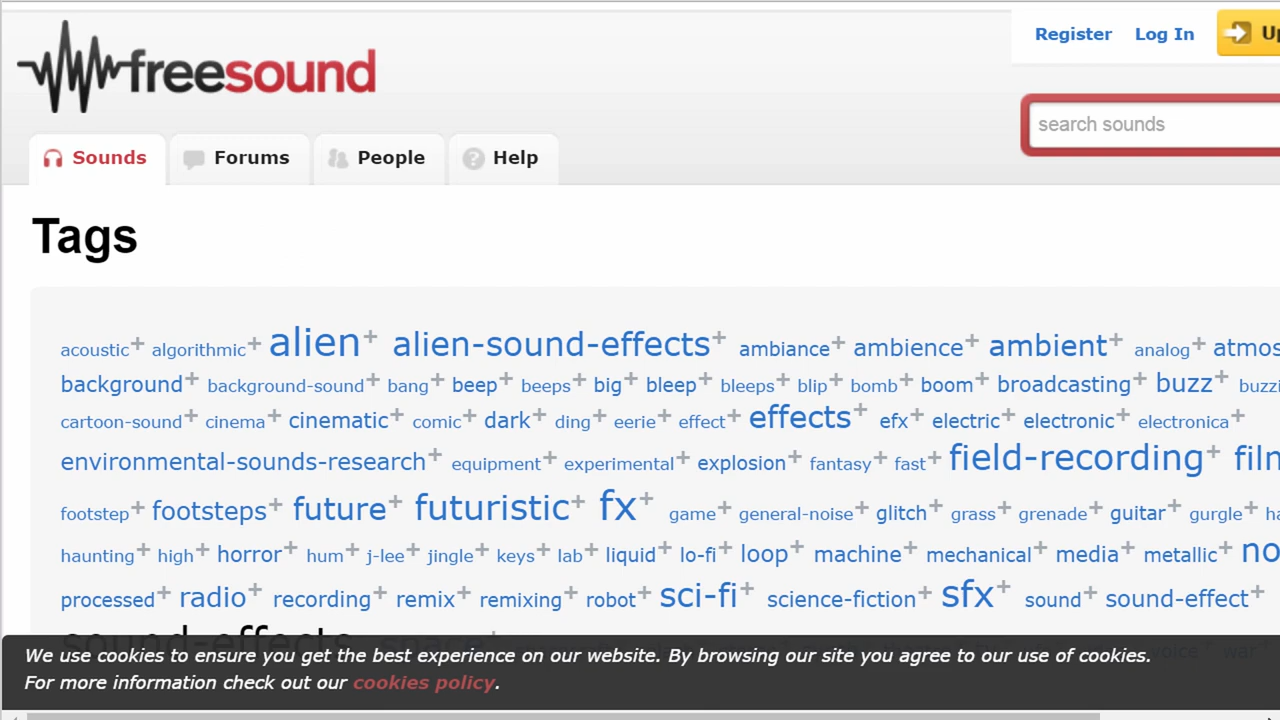 freesound
Register Log In
search sounds
Sounds Forums People Help
Tags
acoustic+ algorithmic+ alien+ alien-sound-effects+ ambiance+ ambience+ ambient+ analog+
background+ background-sound+ bang+ beep+ beeps+ big+ bleep+ bleeps+ blip+ bomb+ boom+ broadcasting+ buzz+
cartoon-sound+ cinema+ cinematic+ comic+ dark+ ding+ eerie+ effect+ effects+ efx+ electric+ electronic+ electronica+
environmental-sounds-research+ equipment+ experimental+ explosion+ fantasy+ fast+ field-recording+
footstep+ footsteps+ future+ futuristic+ fx+ game+ general-noise+ glitch+ grass+ grenade+ guitar+ gurgle+
haunting+ high+ horror+ hum+ j-lee+ jingle+ keys+ lab+ liquid+ lo-fi+ loop+ machine+ mechanical+ media+ metallic+
processed+ radio+ recording+ remix+ remixing+ robot+ sci-fi+ science-fiction+ sfx+ sound+ sound-effect+
sound-effects space+ voice war
We use cookies to ensure you get the best experience on our website. By browsing our site you agree to our use of cookies.
For more information check out our cookies policy.